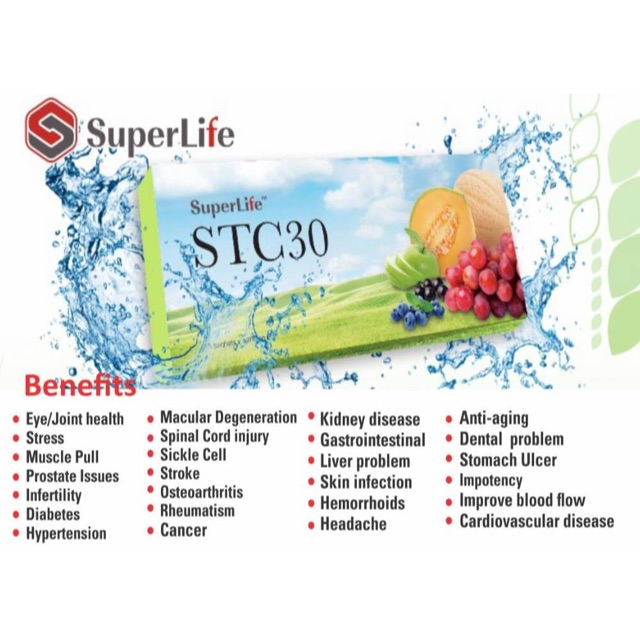 SuperLife
SuperLife™
STC30
Benefits
• Eye/Joint health
• Stress
• Muscle Pull
• Prostate Issues
• Infertility
• Diabetes
• Hypertension
• Macular Degeneration
• Spinal Cord injury
• Sickle Cell
• Stroke
• Osteoarthritis
• Rheumatism
• Cancer
• Kidney disease
• Gastrointestinal
• Liver problem
• Skin infection
• Hemorrhoids
• Headache
• Anti-aging
• Dental problem
• Stomach Ulcer
• Impotency
• Improve blood flow
• Cardiovascular disease